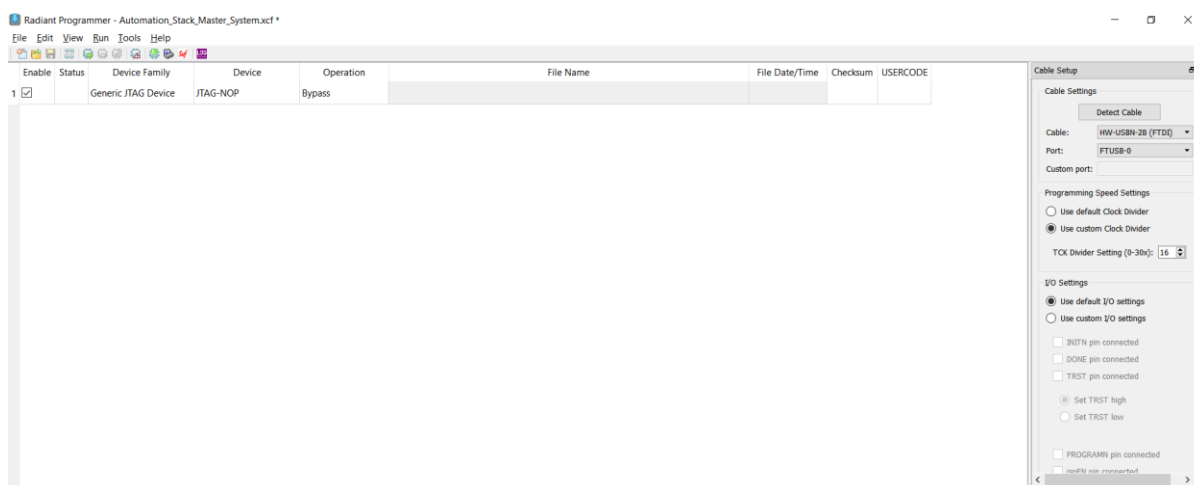 Radiant Programmer - Automation_Stack_Master_System.xcf *
File Edit View Run Tools Help
LOG
Enable Status Device Family Device Operation File Name File Date/Time Checksum USERCODE
1 Generic JTAG Device JTAG-NOP Bypass
Cable Setup
Cable Settings
Detect Cable
Cable: HW-USBN-2B (FTDI)
Port: FTUSB-0
Custom port:
Programming Speed Settings
Use default Clock Divider
Use custom Clock Divider
TCK Divider Setting (0-30x): 16
I/O Settings
Use default I/O settings
Use custom I/O settings
INITN pin connected
DONE pin connected
TRST pin connected
Set TRST high
Set TRST low
PROGRAMN pin connected
ispEN pin connected